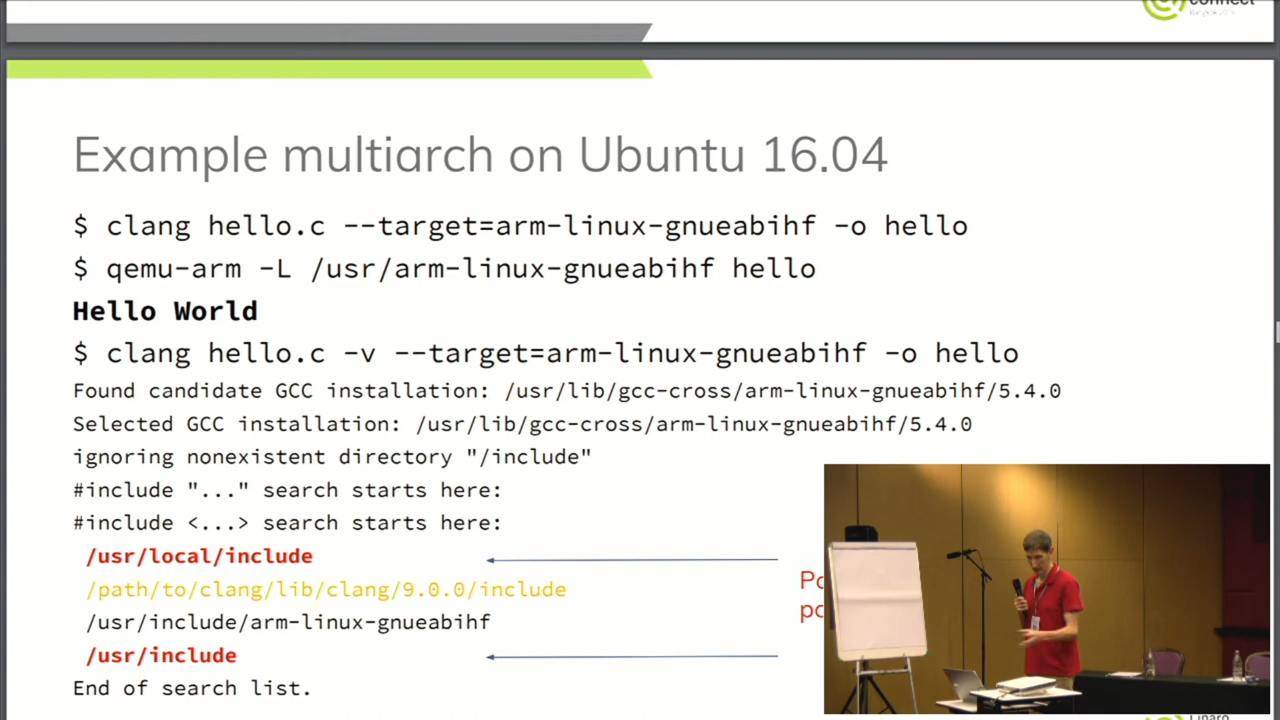 connect
Example multiarch on Ubuntu 16.04
$ clang hello.c --target=arm-linux-gnueabihf -o hello
$ qemu-arm -L /usr/arm-linux-gnueabihf hello
Hello World
$ clang hello.c -v --target=arm-linux-gnueabihf -o hello
Found candidate GCC installation: /usr/lib/gcc-cross/arm-linux-gnueabihf/5.4.0
Selected GCC installation: /usr/lib/gcc-cross/arm-linux-gnueabihf/5.4.0
ignoring nonexistent directory "/include"
#include "..." search starts here:
#include <...> search starts here:
/usr/local/include
/path/to/clang/lib/clang/9.0.0/include
/usr/include/arm-linux-gnueabihf
/usr/include
End of search list.
Linaro